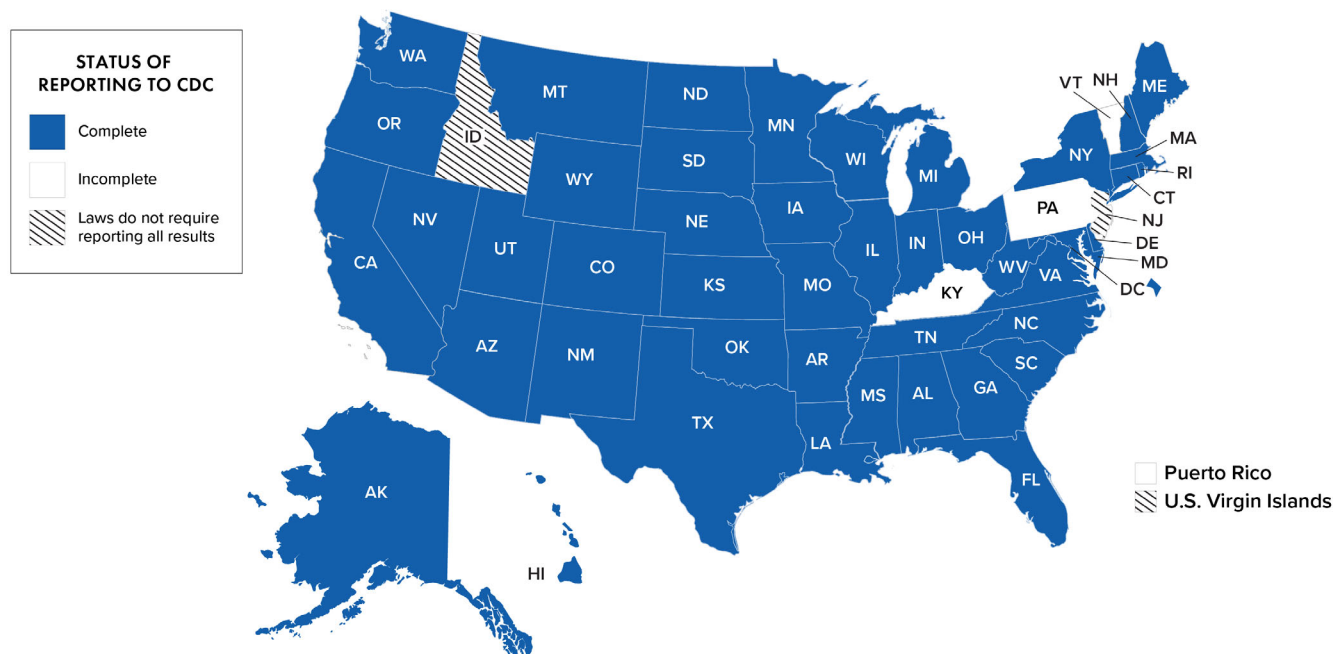 STATUS OF
REPORTING TO CDC
Complete
Incomplete
Laws do not require
reporting all results
WA
MT
ND
MN
VT
NH
ME
OR
ID
SD
WI
MI
NY
MA
WY
RI
CT
NV
NE
IA
PA
NJ
UT
CO
IL
IN
OH
DE
MD
CA
KS
MO
WV
VA
DC
KY
AZ
NM
OK
AR
TN
NC
SC
TX
MS
AL
GA
LA
AK
FL
HI
Puerto Rico
U.S. Virgin Islands